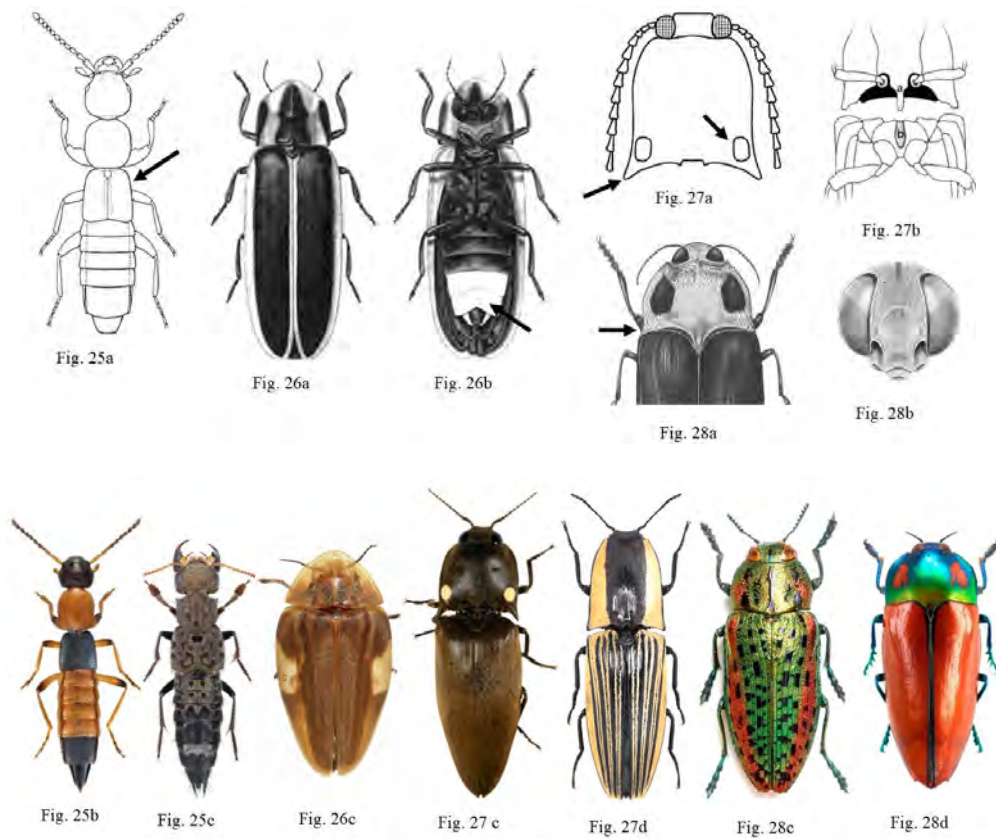 Fig. 25a
Fig. 26a
Fig. 26b
Fig. 27a
a
b
Fig. 27b
Fig. 28a
Fig. 28b
Fig. 25b
Fig. 25c
Fig. 26c
Fig. 27 c
Fig. 27d
Fig. 28c
Fig. 28d